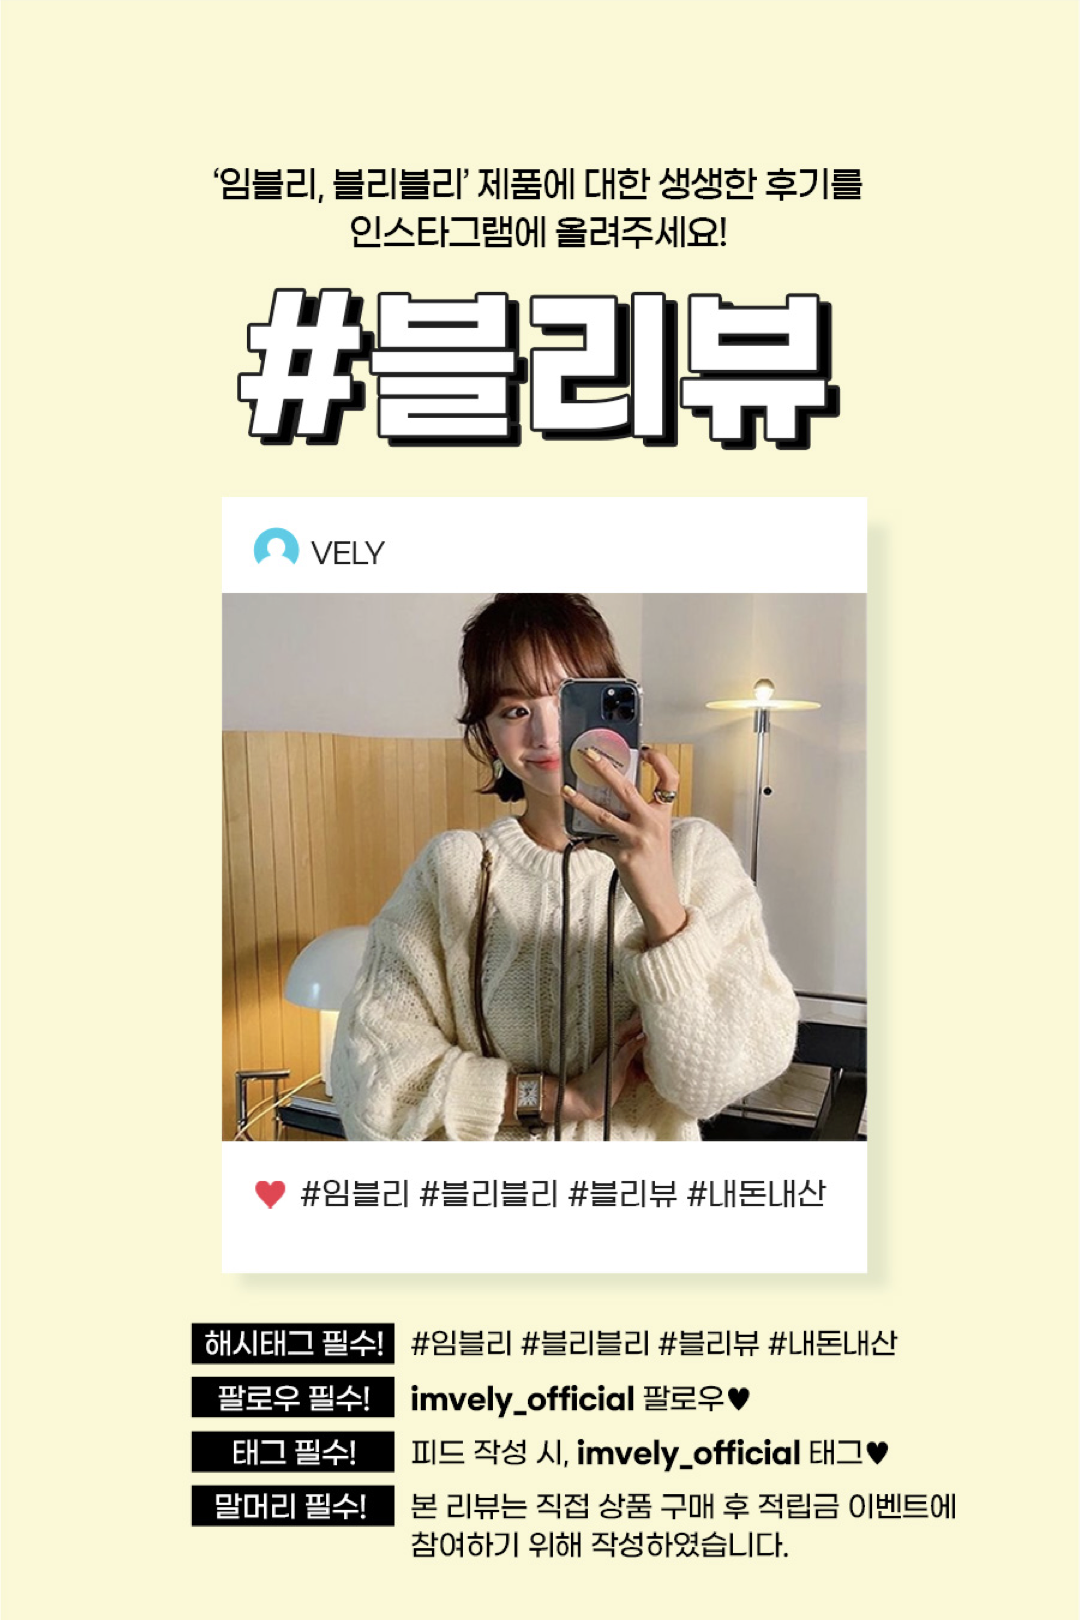 ‘임블리, 블리블리’ 제품에 대한 생생한 후기를
인스타그램에 올려주세요!
#블리뷰
VELY
#임블리 #블리블리 #블리뷰 #내돈내산
해시태그 필수! #임블리 #블리블리 #블리뷰 #내돈내산
팔로우 필수! imvely_official 팔로우♥
태그 필수! 피드 작성 시, imvely_official 태그♥
말머리 필수! 본 리뷰는 직접 상품 구매 후 적립금 이벤트에
참여하기 위해 작성하였습니다.